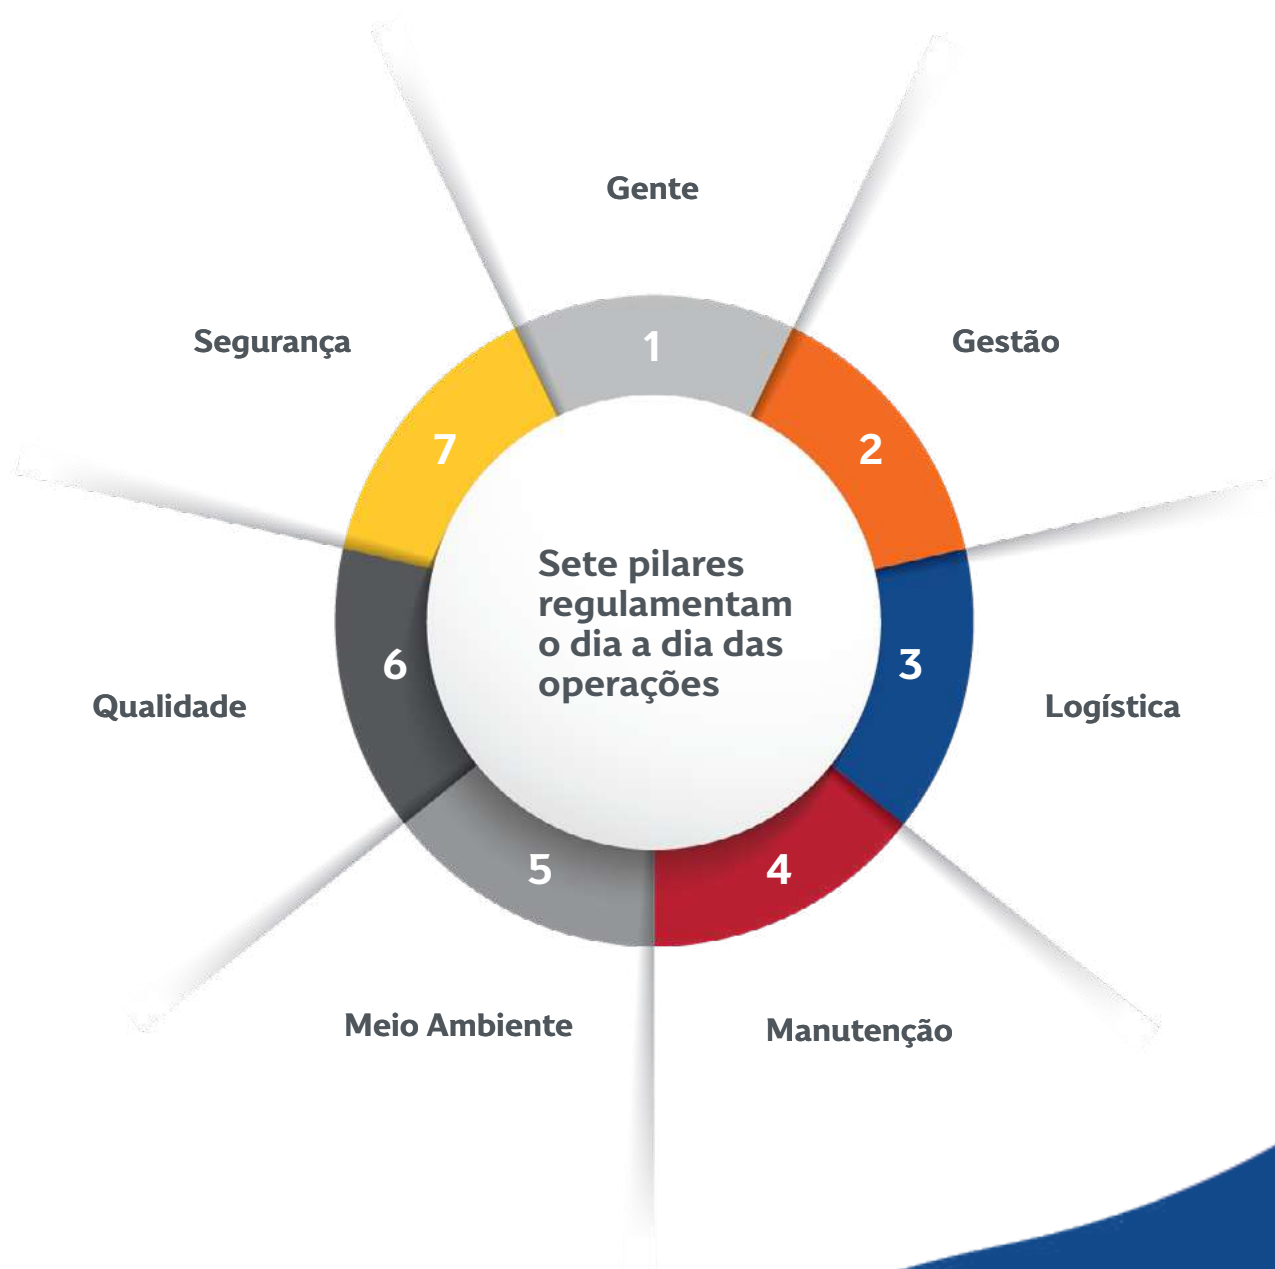 Gente
1
Gestão
2
Logística
3
Manutenção
4
Meio Ambiente
5
Qualidade
6
Segurança
7
Sete pilares
regulamentam
o dia a dia das
operações